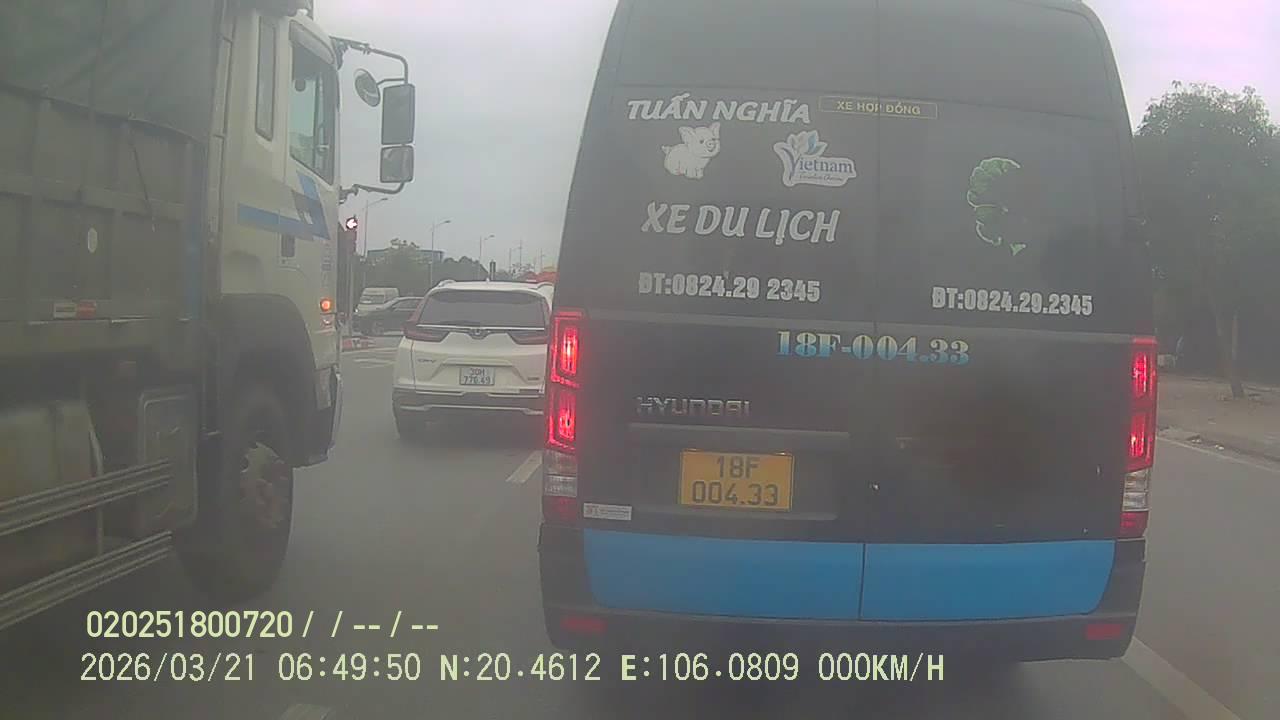 TUẤN NGHĨA
XE HỢP ĐỒNG
Vietnam
XE DU LỊCH
ĐT:0824.29 2345
ĐT:0824.29.2345
18F-004.33
HYUNDAI
CR-V
30H
776.49
18F
004.33
020251800720 / / -- / --
2026/03/21 06:49:50 N:20.4612 E:106.0809 000KM/H